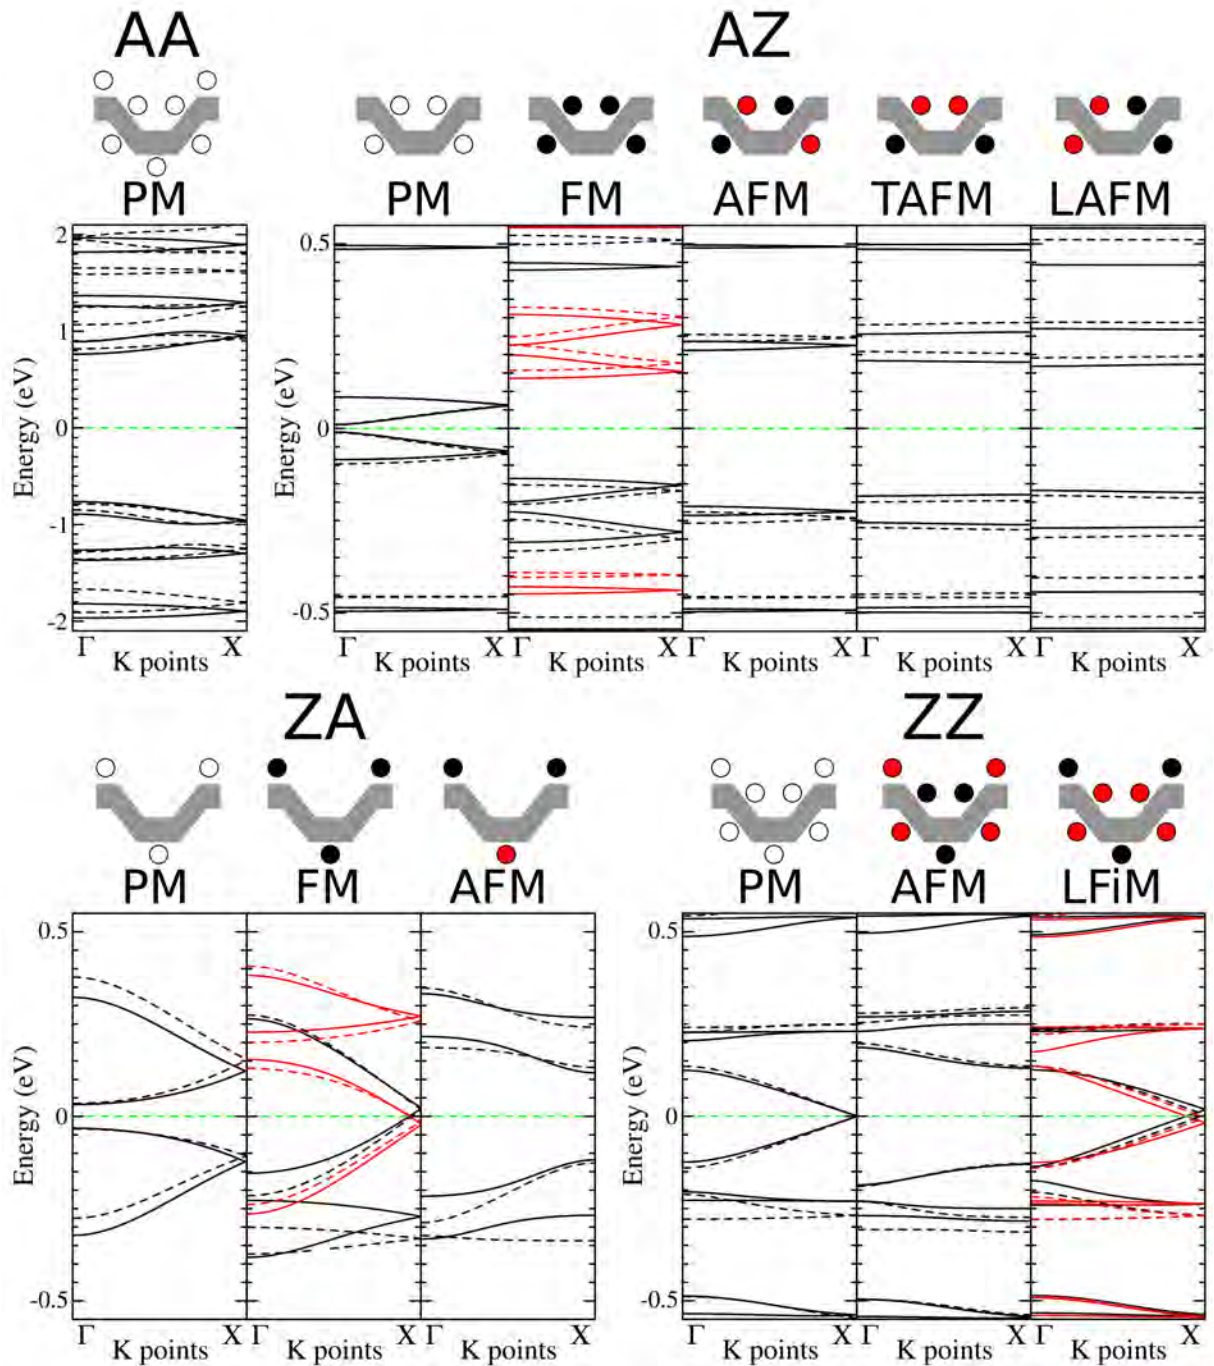 AA AZ
PM PM FM AFM TAFM LAFM
2 0.5
1
Energy (eV) 0 Energy (eV) 0
-1
-2 -0.5
Γ X Γ X Γ X Γ X Γ X Γ X
K points K points K points K points K points K points
ZA ZZ
PM FM AFM PM AFM LFiM
0.5 0.5
Energy (eV) 0 Energy (eV) 0
-0.5 -0.5
Γ X Γ X Γ X Γ X Γ X Γ X
K points K points K points K points K points K points